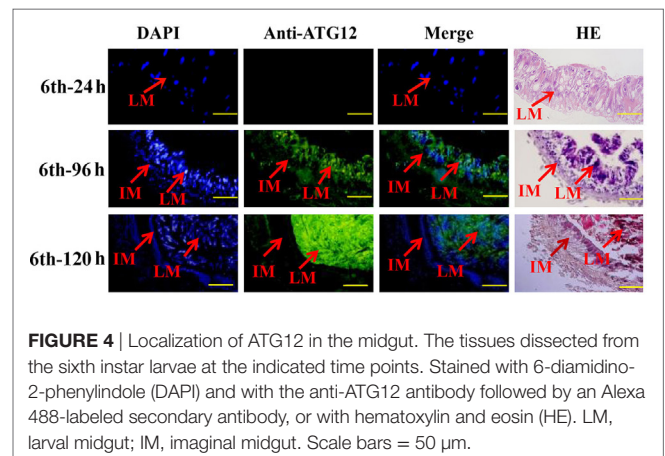 DAPI Anti-ATG12 Merge HE
6th-24 h
LM LM LM
6th-96 h
IM LM IM LM IM LM IM LM
6th-120 h
IM LM IM LM IM LM IM LM
FIGURE 4 | Localization of ATG12 in the midgut. The tissues dissected from
the sixth instar larvae at the indicated time points. Stained with 6-diamidino-
2-phenylindole (DAPI) and with the anti-ATG12 antibody followed by an Alexa
488-labeled secondary antibody, or with hematoxylin and eosin (HE). LM,
larval midgut; IM, imaginal midgut. Scale bars = 50 µm.